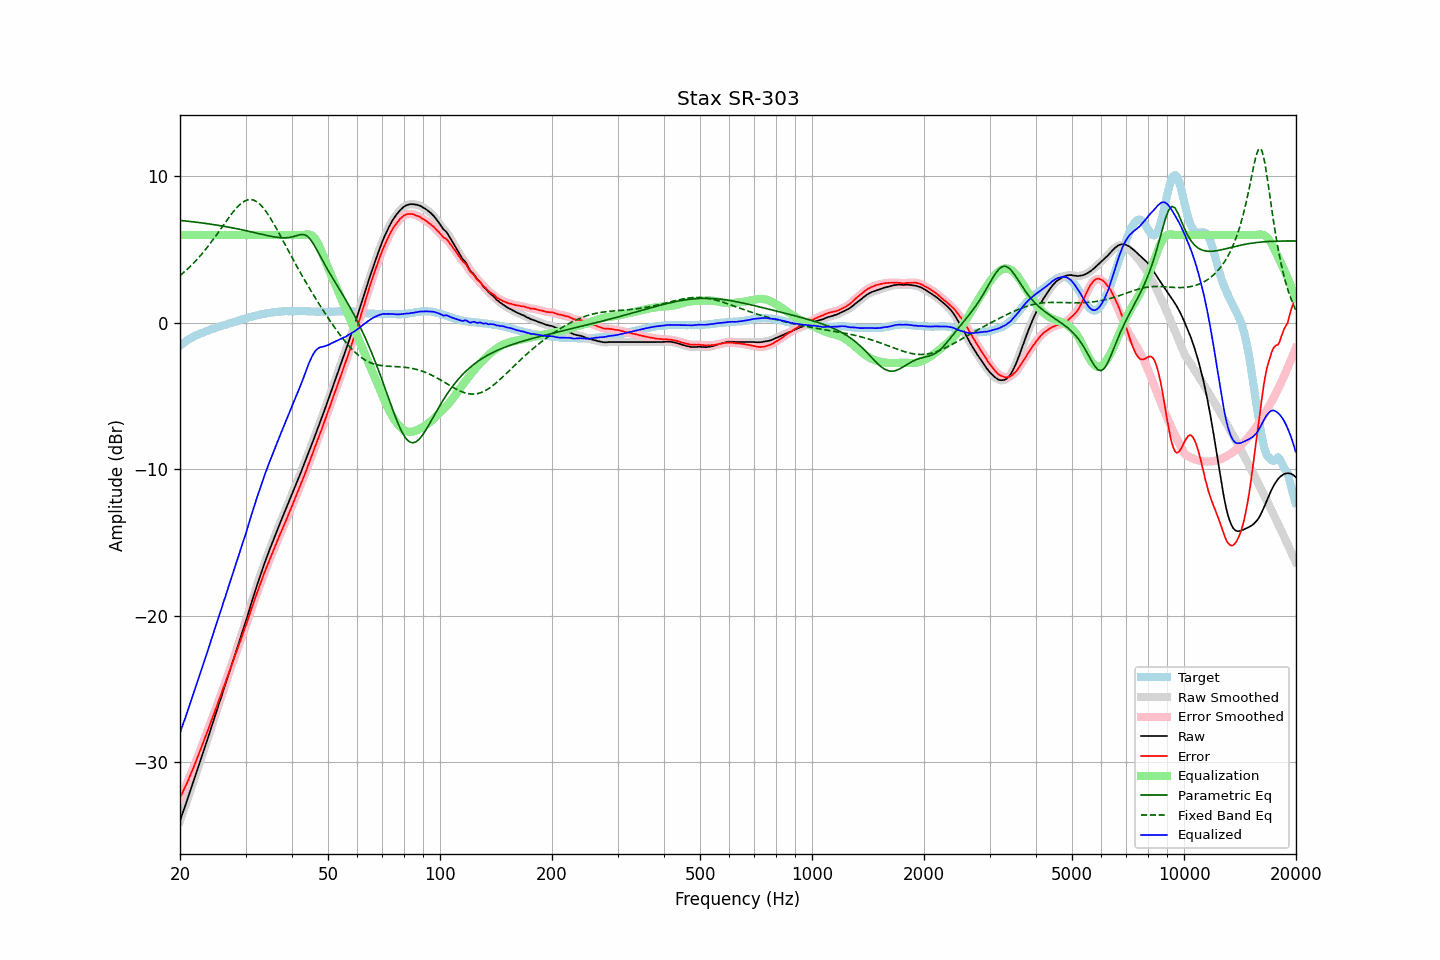 Stax SR-303
Amplitude (dBr)
10
0
−10
−20
−30
20 50 100 200 500 1000 2000 5000 10000 20000
Frequency (Hz)
Target
Raw Smoothed
Error Smoothed
Raw
Error
Equalization
Parametric Eq
Fixed Band Eq
Equalized